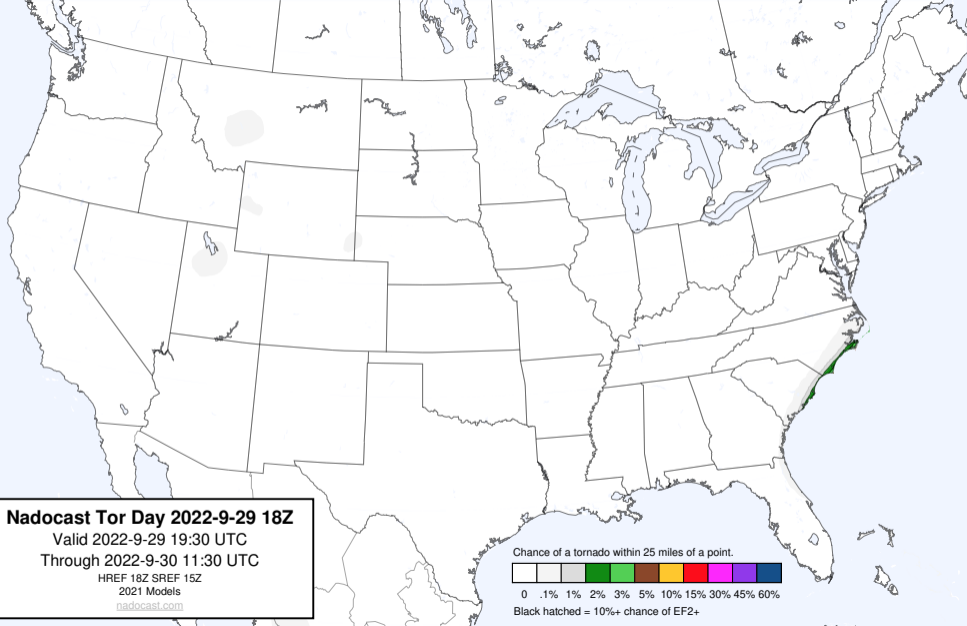 Nadocast Tor Day 2022-9-29 18Z
Valid 2022-9-29 19:30 UTC
Through 2022-9-30 11:30 UTC
HREF 18Z SREF 15Z
2021 Models
nadocast.com
Chance of a tornado within 25 miles of a point.
0 .1% 1% 2% 3% 5% 10% 15% 30% 45% 60%
Black hatched = 10%+ chance of EF2+